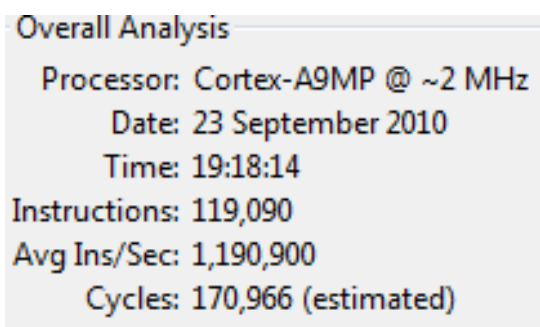 Overall Analysis
Processor: Cortex-A9MP @ ~2 MHz
Date: 23 September 2010
Time: 19:18:14
Instructions: 119,090
Avg Ins/Sec: 1,190,900
Cycles: 170,966 (estimated)